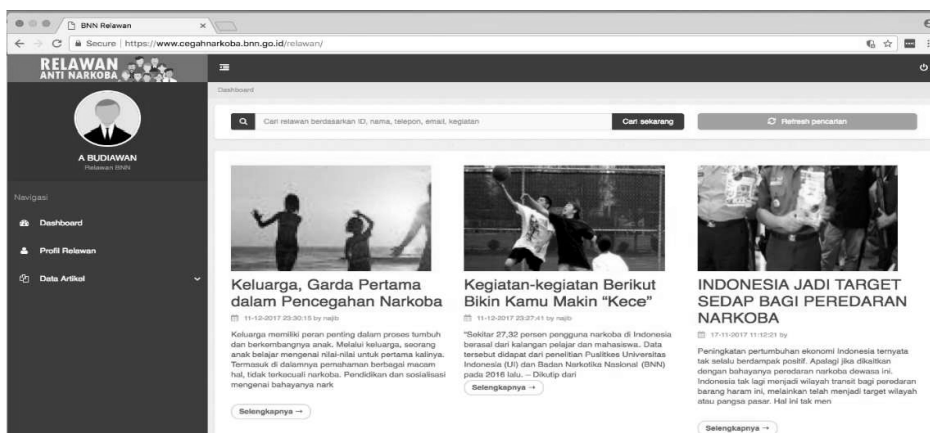 BNN Relawan
Secure | https://www.cegahnarkoba.bnn.go.id/relawan/
RELAWAN
ANTI NARKOBA
A BUDIAWAN
Relawan BNN
Navigasi
Dashboard
Profil Relawan
Data Artikel
Dashboard
Cari relawan berdasarkan ID, nama, telepon, email, kegiatan
Cari sekarang
Refresh pencarian
Keluarga, Garda Pertama
dalam Pencegahan Narkoba
11-12-2017 23:30:15 by najib
Keluarga memiliki peran penting dalam proses tumbuh
dan berkembangnya anak. Melalui keluarga, seorang
anak belajar mengenai nilai-nilai untuk pertama kalinya.
Termasuk di dalamnya pemahaman berbagai macam
hal, tidak terkecuali narkoba. Pendidikan dan sosialisasi
mengenai bahayanya nark
Selengkapnya →
Kegiatan-kegiatan Berikut
Bikin Kamu Makin “Kece”
11-12-2017 23:27:41 by najib
“Sekitar 27,32 persen pengguna narkoba di Indonesia
berasal dari kalangan pelajar dan mahasiswa. Data
tersebut didapat dari penelitian Puslitkes Universitas
Indonesia (UI) dan Badan Narkotika Nasional (BNN)
pada 2016 lalu. – Dikutip dari
Selengkapnya →
INDONESIA JADI TARGET
SEDAP BAGI PEREDARAN
NARKOBA
17-11-2017 11:12:21 by
Peningkatan pertumbuhan ekonomi Indonesia ternyata
tak selalu berdampak positif. Apalagi jika dikaitkan
dengan bahayanya peredaran narkoba dewasa ini.
Indonesia tak lagi menjadi wilayah transit bagi peredaran
barang haram ini, melainkan telah menjadi target wilayah
atau pangsa pasar. Hal ini tak men
Selengkapnya →